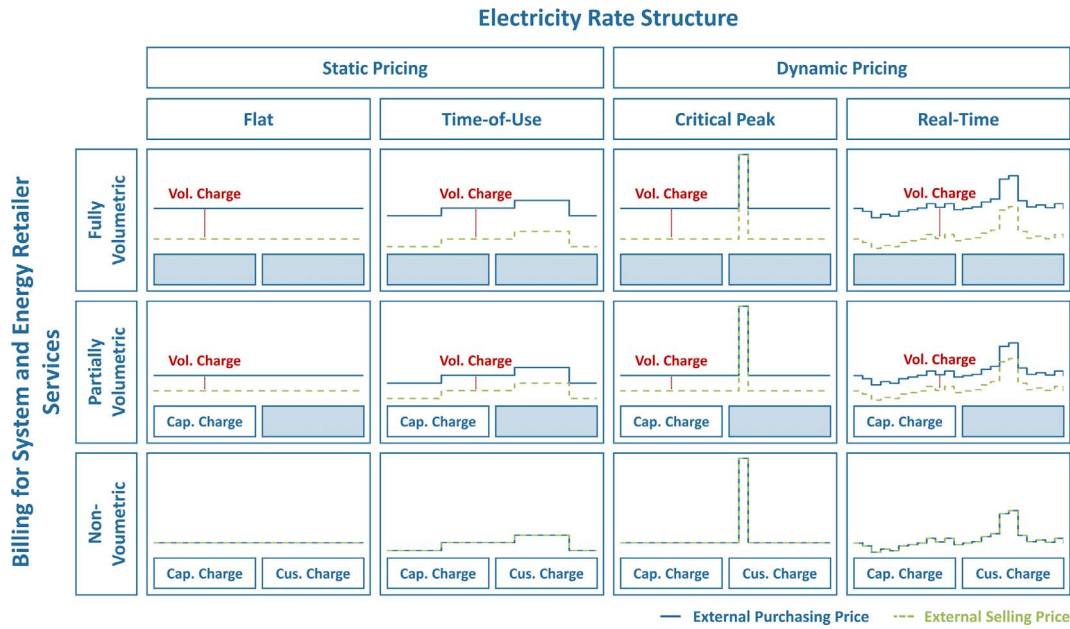 Electricity Rate Structure
Static Pricing
Dynamic Pricing
Flat
Time-of-Use
Critical Peak
Real-Time
Billing for System and Energy Retailer
Services
Fully
Volumetric
Vol. Charge
Vol. Charge
Vol. Charge
Vol. Charge
Partially
Volumetric
Vol. Charge
Vol. Charge
Vol. Charge
Vol. Charge
Cap. Charge
Cap. Charge
Cap. Charge
Cap. Charge
Non-
Voumetric
Cap. Charge
Cus. Charge
Cap. Charge
Cus. Charge
Cap. Charge
Cus. Charge
Cap. Charge
Cus. Charge
External Purchasing Price
External Selling Price